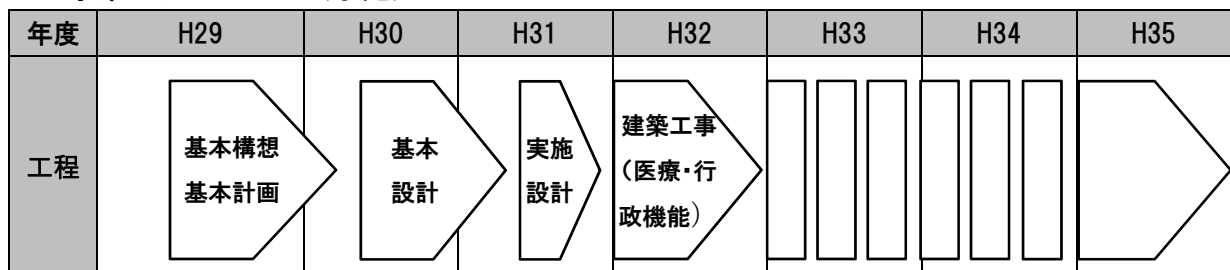 年度 H29 H30 H31 H32 H33 H34 H35
工程
基本構想
基本計画
基本
設計
実施
設計
建築工事
（医療・行
政機能）